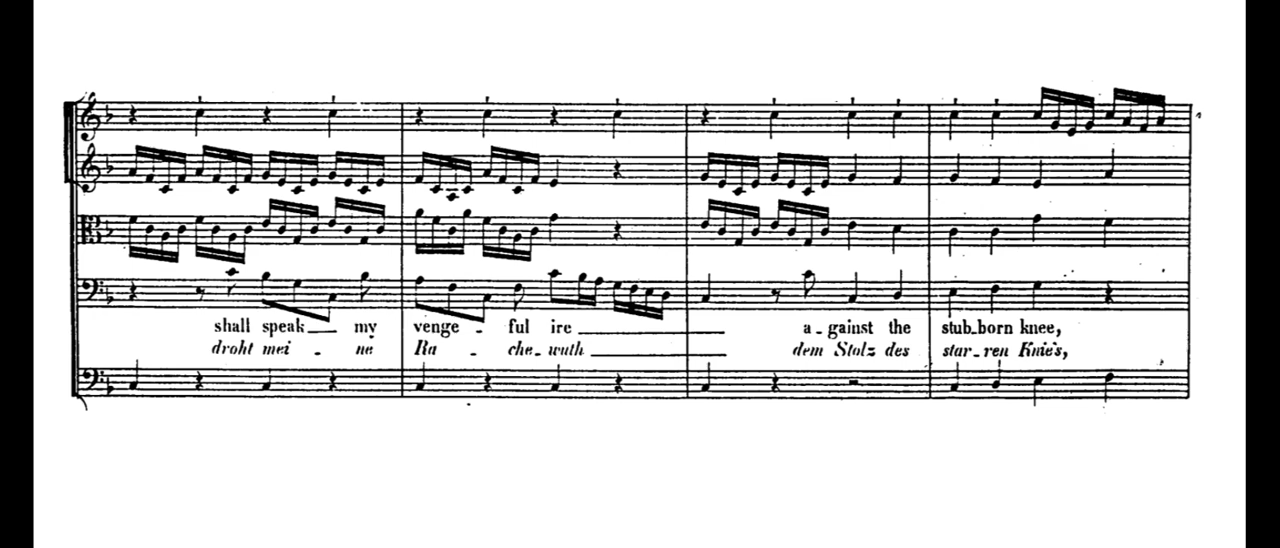 shall speak my venge - ful ire a - gainst the stub - born knee,
droht mei - ne Ra - che - wuth dem Stolz des star - ren Knie's,